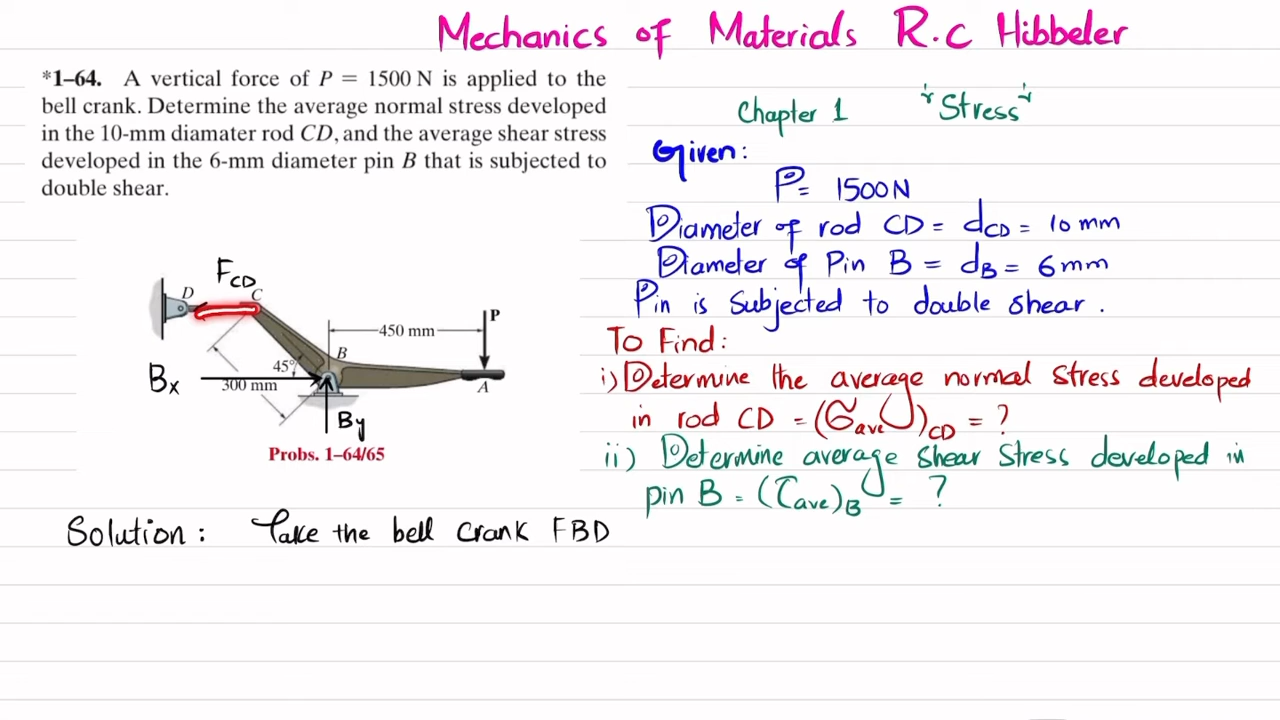 Mechanics of Materials R.C Hibbeler
*1–64. A vertical force of P = 1500 N is applied to the
bell crank. Determine the average normal stress developed
in the 10-mm diamater rod CD, and the average shear stress
developed in the 6-mm diameter pin B that is subjected to
double shear.
FCD
D
C
P
450 mm
B
45°
Bx
300 mm
A
By
Probs. 1–64/65
Solution: Take the bell crank FBD
Chapter 1 "Stress"
Given:
P= 1500N
Diameter of rod CD = dCD = 10 mm
Diameter of Pin B = dB = 6mm
Pin is Subjected to double shear.
To Find:
i) Determine the average normal stress developed
in rod CD = (σave)CD = ?
ii) Determine average shear stress developed in
pin B = (τave)B = ?